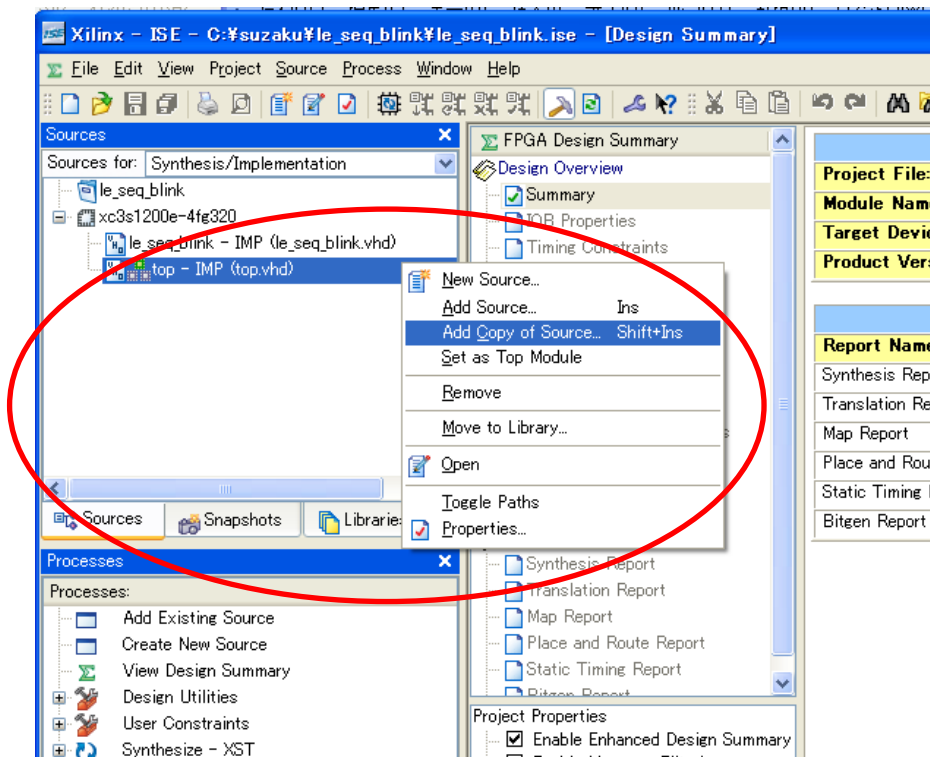 Xilinx - ISE - C:¥suzaku¥le_seq_blink¥le_seq_blink.ise - [Design Summary]
File Edit View Project Source Process Window Help
Sources
Sources for: Synthesis/Implementation
le_seq_blink
xc3s1200e-4fg320
le_seq_blink - IMP (le_seq_blink.vhd)
top - IMP (top.vhd)
New Source...
Add Source... Ins
Add Copy of Source... Shift+Ins
Set as Top Module
Remove
Move to Library...
Open
Toggle Paths
Properties...
Sources Snapshots Librarie
Processes
Processes:
Add Existing Source
Create New Source
View Design Summary
Design Utilities
User Constraints
Synthesize - XST
FPGA Design Summary
Design Overview
Summary
IOB Properties
Timing Constraints
Synthesis Report
Translation Report
Map Report
Place and Route Report
Static Timing Report
Bitgen Report
Project Properties
Enable Enhanced Design Summary
Project File:
Module Nam
Target Devi
Product Ver
Report Name
Synthesis Rep
Translation Re
Map Report
Place and Rou
Static Timing
Bitgen Report